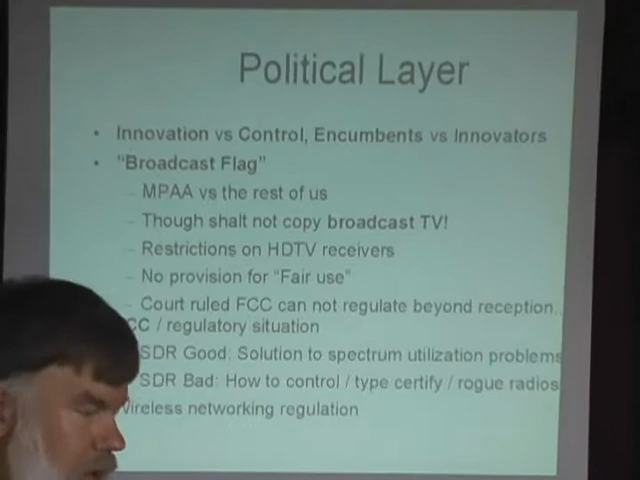 Political Layer
• Innovation vs Control, Encumbents vs Innovators
• "Broadcast Flag"
– MPAA vs the rest of us
– Though shalt not copy broadcast TV!
– Restrictions on HDTV receivers
– No provision for "Fair use"
– Court ruled FCC can not regulate beyond reception..
CC / regulatory situation
SDR Good: Solution to spectrum utilization problems
SDR Bad: How to control / type certify / rogue radios
Wireless networking regulation